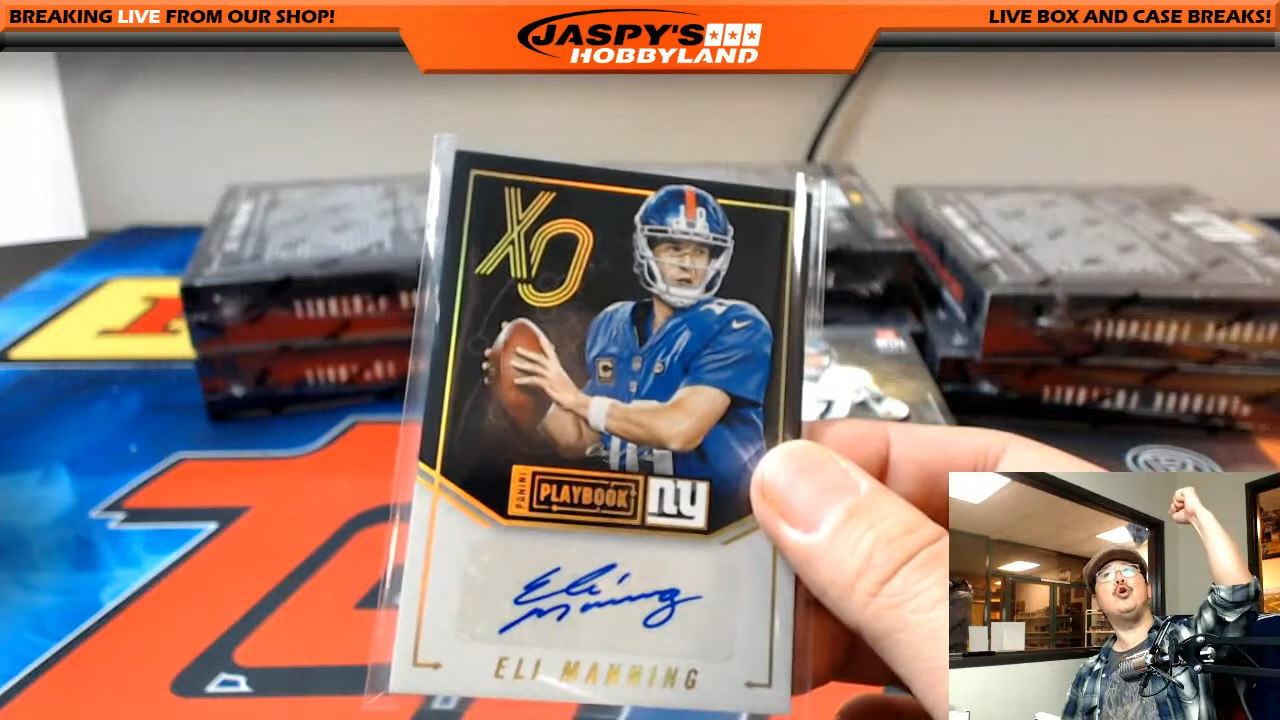 BREAKING LIVE FROM OUR SHOP!
JASPY'S
HOBBYLAND
LIVE BOX AND CASE BREAKS!
XO
C
PANINI
PLAYBOOK
ny
Eli Manning
ELI MANNING